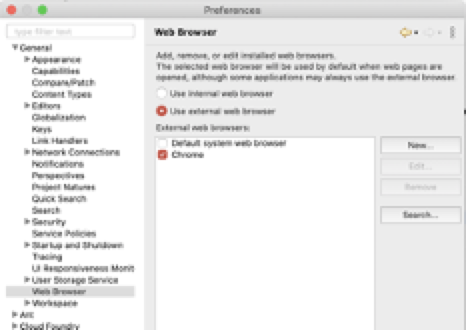 Preferences
type filter text
General
Appearance
Capabilities
Compare/Patch
Content Types
Editors
Globalization
Keys
Link Handlers
Network Connections
Notifications
Perspectives
Project Natures
Quick Search
Search
Security
Service Policies
Startup and Shutdown
Tracing
UI Responsiveness Monit
User Storage Service
Web Browser
Workspace
Ant
Cloud Foundry
Web Browser
Add, remove, or edit installed web browsers.
The selected web browser will be used by default when web pages are
opened, although some applications may always use the external browser.
Use internal web browser
Use external web browser
External web browsers:
Default system web browser
Chrome
New...
Edit...
Remove
Search...